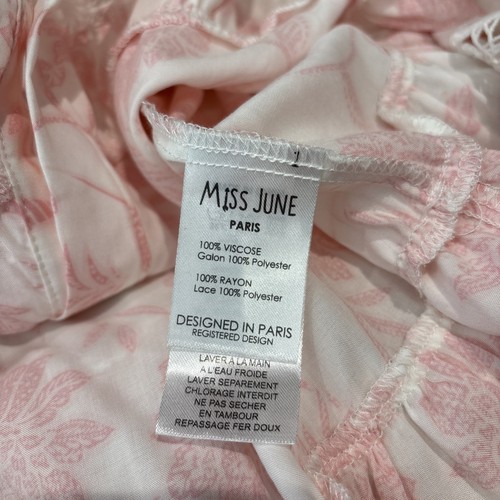 MISS JUNE
PARIS
100% VISCOSE
Galon 100% Polyester
100% RAYON
Lace 100% Polyester
DESIGNED IN PARIS
REGISTERED DESIGN
LAVER A LA MAIN
A L'EAU FROIDE
LAVER SEPAREMENT
CHLORAGE INTERDIT
NE PAS SECHER
EN TAMBOUR
REPASSAGE FER DOUX